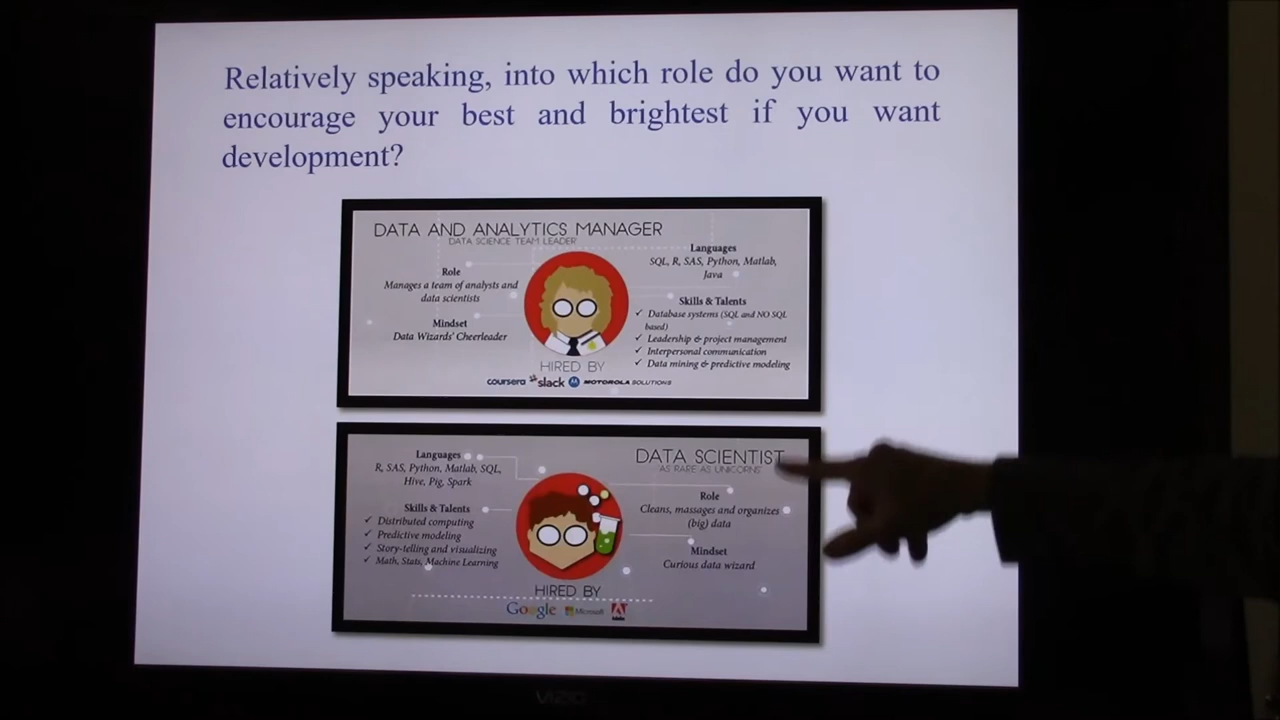 Relatively speaking, into which role do you want to
encourage your best and brightest if you want
development?
DATA AND ANALYTICS MANAGER
'DATA SCIENCE TEAM LEADER'
Role
Manages a team of analysts and
data scientists
Mindset
Data Wizards' Cheerleader
Languages
SQL, R, SAS, Python, Matlab,
Java
Skills & Talents
✓ Database systems (SQL and NO SQL
based)
✓ Leadership & project management
✓ Interpersonal communication
✓ Data mining & predictive modeling
HIRED BY
coursera slack MOTOROLA SOLUTIONS
Languages
R, SAS, Python, Matlab, SQL,
Hive, Pig, Spark
Skills & Talents
✓ Distributed computing
✓ Predictive modeling
✓ Story-telling and visualizing
✓ Math, Stats, Machine Learning
DATA SCIENTIST
'AS RARE AS UNICORNS'
Role
Cleans, massages and organizes
(big) data
Mindset
Curious data wizard
HIRED BY
Google Microsoft Adobe
VIZIO